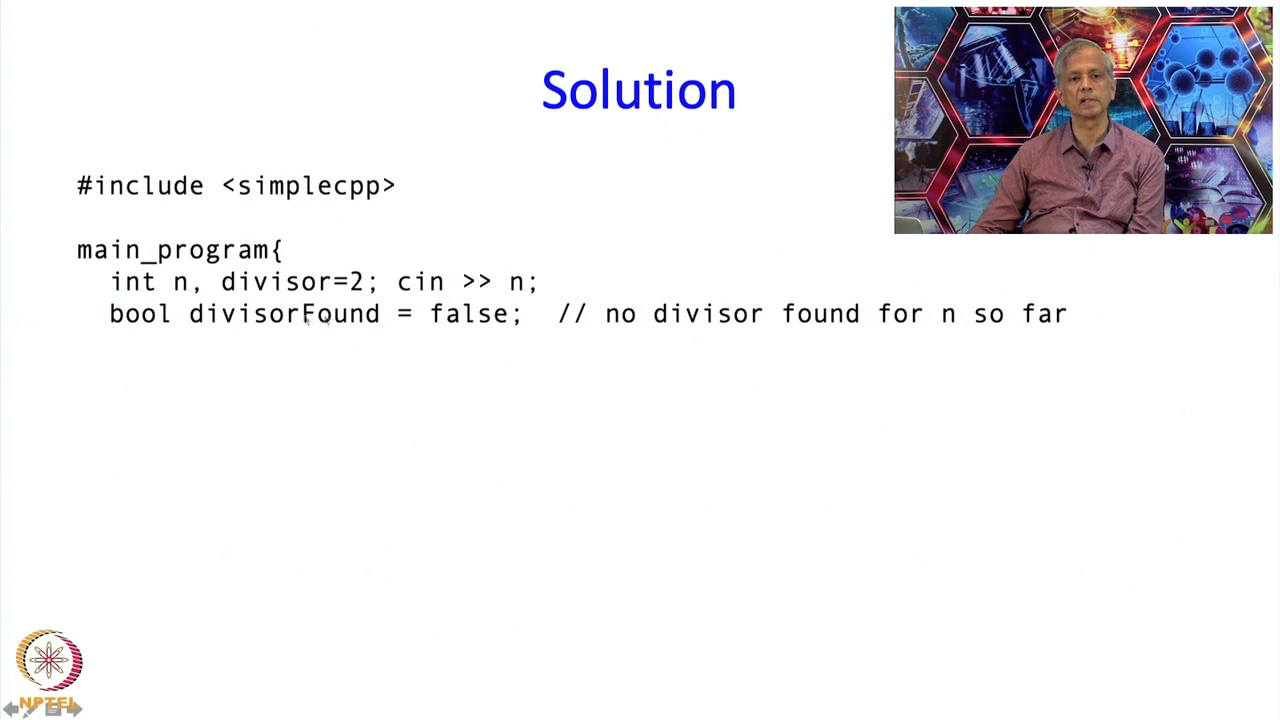 Solution
#include <simplecpp>
main_program{
int n, divisor=2; cin >> n;
bool divisorFound = false; // no divisor found for n so far
NPTEL